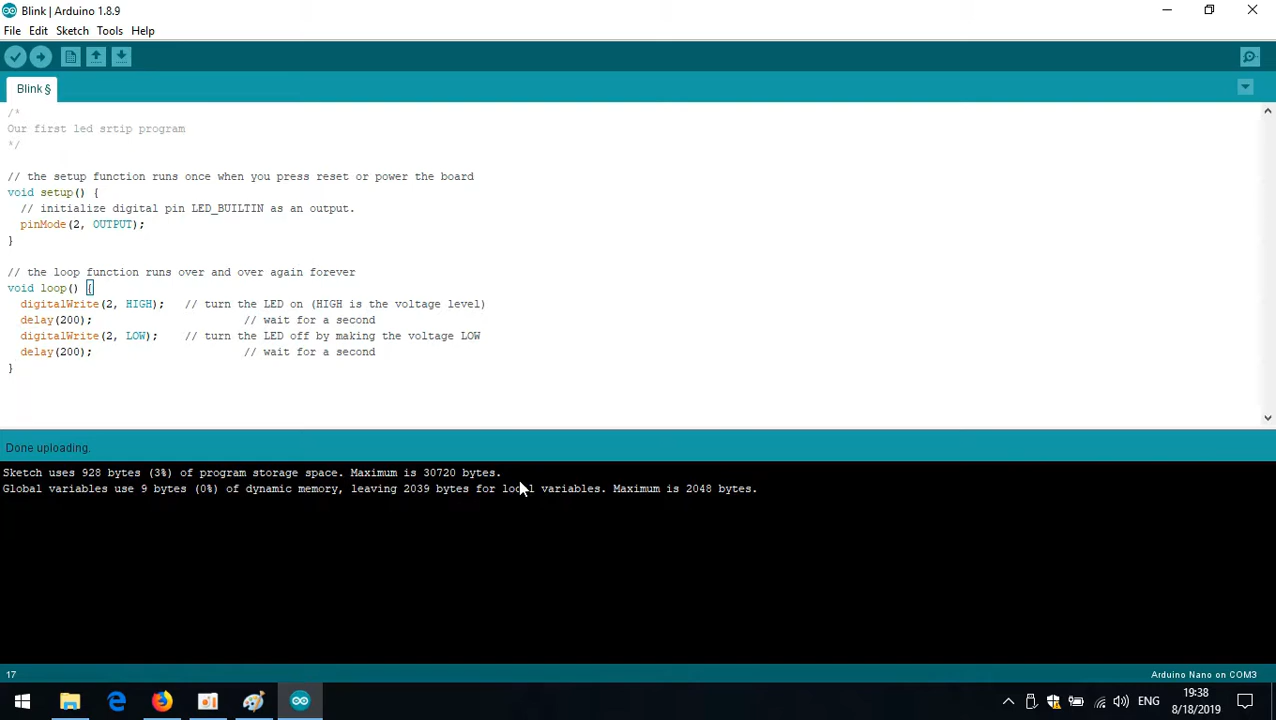 Blink | Arduino 1.8.9
File Edit Sketch Tools Help
Blink §
/*
Our first led srtip program
*/
// the setup function runs once when you press reset or power the board
void setup() {
// initialize digital pin LED_BUILTIN as an output.
pinMode(2, OUTPUT);
}
// the loop function runs over and over again forever
void loop() {
digitalWrite(2, HIGH);   // turn the LED on (HIGH is the voltage level)
delay(200);                       // wait for a second
digitalWrite(2, LOW);    // turn the LED off by making the voltage LOW
delay(200);                       // wait for a second
}
Done uploading.
Sketch uses 928 bytes (3%) of program storage space. Maximum is 30720 bytes.
Global variables use 9 bytes (0%) of dynamic memory, leaving 2039 bytes for local variables. Maximum is 2048 bytes.
17 Arduino Nano on COM3
ENG
19:38
8/18/2019